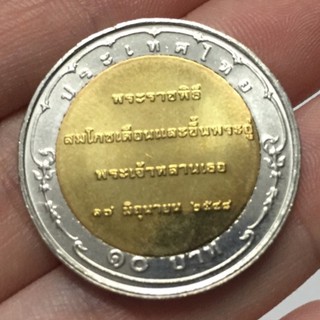 ประเทศไทย
พระราชพิธี
สมโภชเดือนและขึ้นพระอู่
พระเจ้าหลานเธอ
๑๗ มิถุนายน ๒๕๔๘
๑๐ บาท